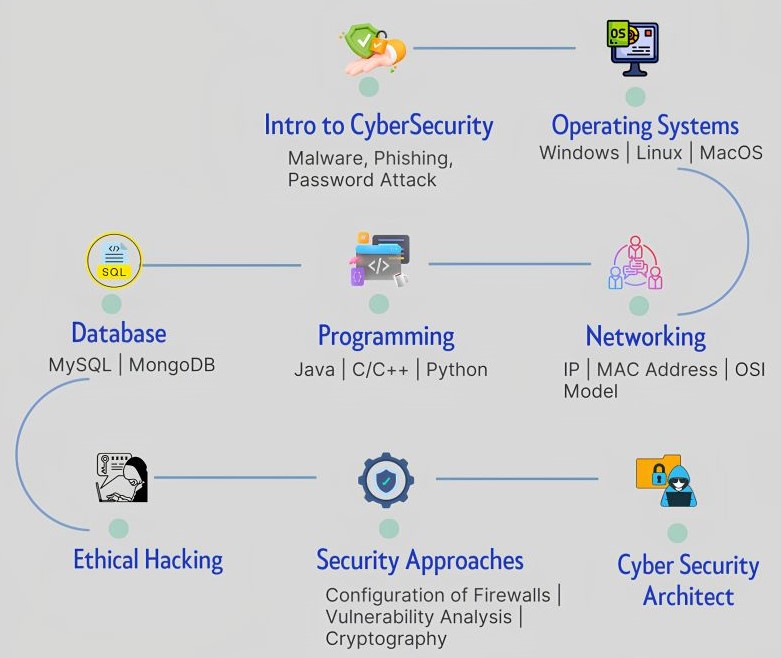 OS
Intro to CyberSecurity
Malware, Phishing,
Password Attack
Operating Systems
Windows | Linux | MacOS
SQL
Database
MySQL | MongoDB
Programming
Java | C/C++ | Python
Networking
IP | MAC Address | OSI
Model
Ethical Hacking
Security Approaches
Configuration of Firewalls |
Vulnerability Analysis |
Cryptography
Cyber Security
Architect